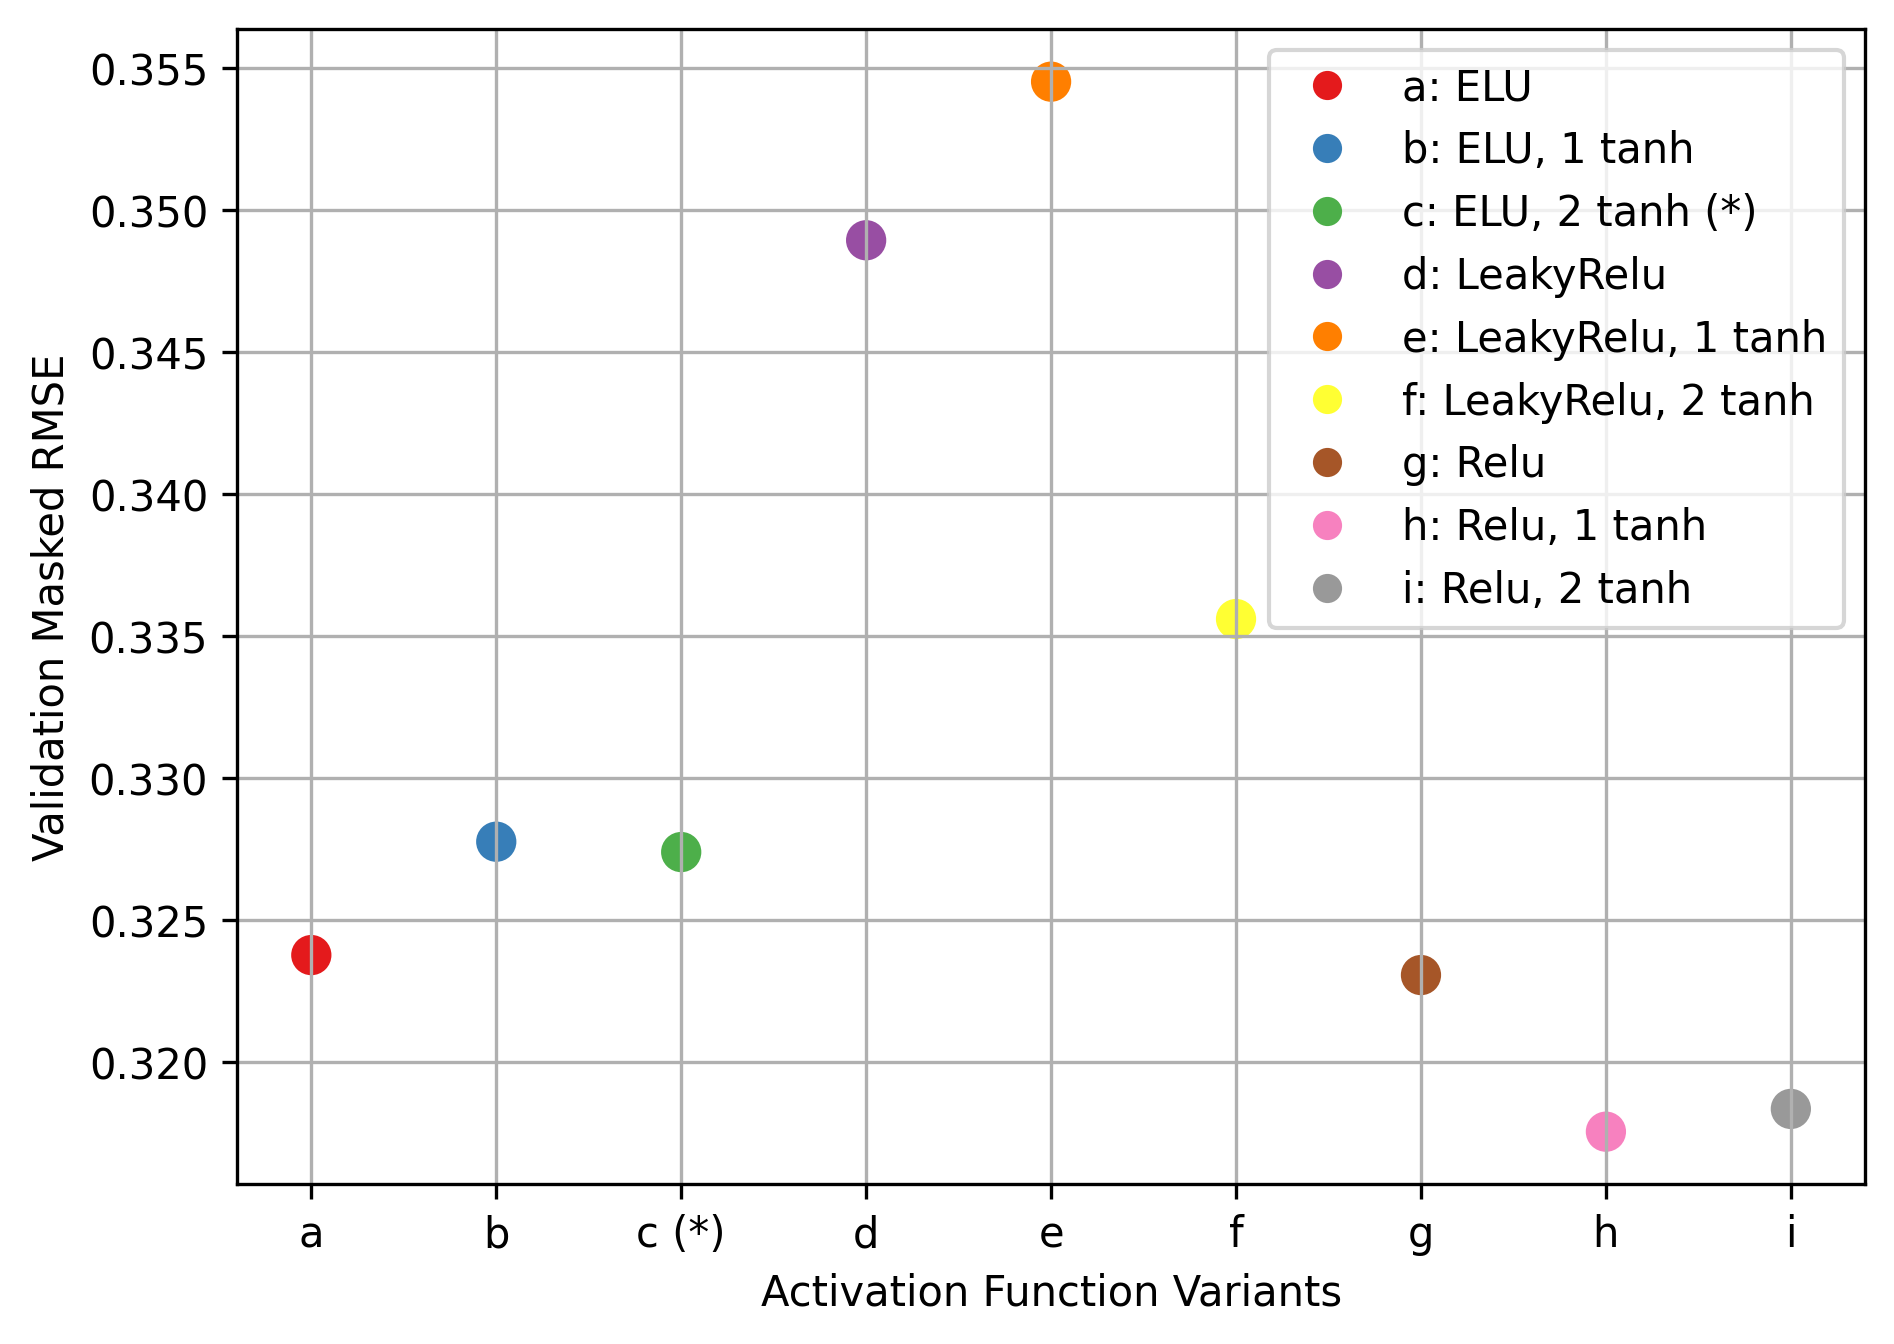 0.355
0.350
0.345
0.340
0.335
0.330
0.325
0.320
Validation Masked RMSE
a: ELU
b: ELU, 1 tanh
c: ELU, 2 tanh (*)
d: LeakyRelu
e: LeakyRelu, 1 tanh
f: LeakyRelu, 2 tanh
g: Relu
h: Relu, 1 tanh
i: Relu, 2 tanh
a b c (*) d e f g h i
Activation Function Variants